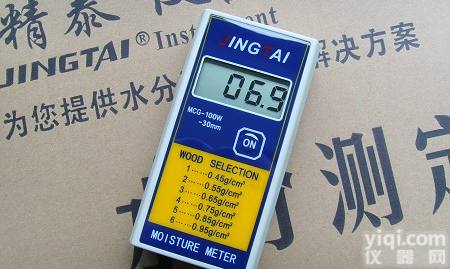 精泰
JINGTAI® Instrument
为您提供水分
解决方案
测定
JINGTAI
06.9
MCG-100W
-30mm
ON
WOOD SELECTION
1......0.45g/cm³
2......0.55g/cm³
3......0.65g/cm³
4......0.75g/cm³
5......0.85g/cm³
6......0.95g/cm³
MOISTURE METER
yiqi.com
仪器网